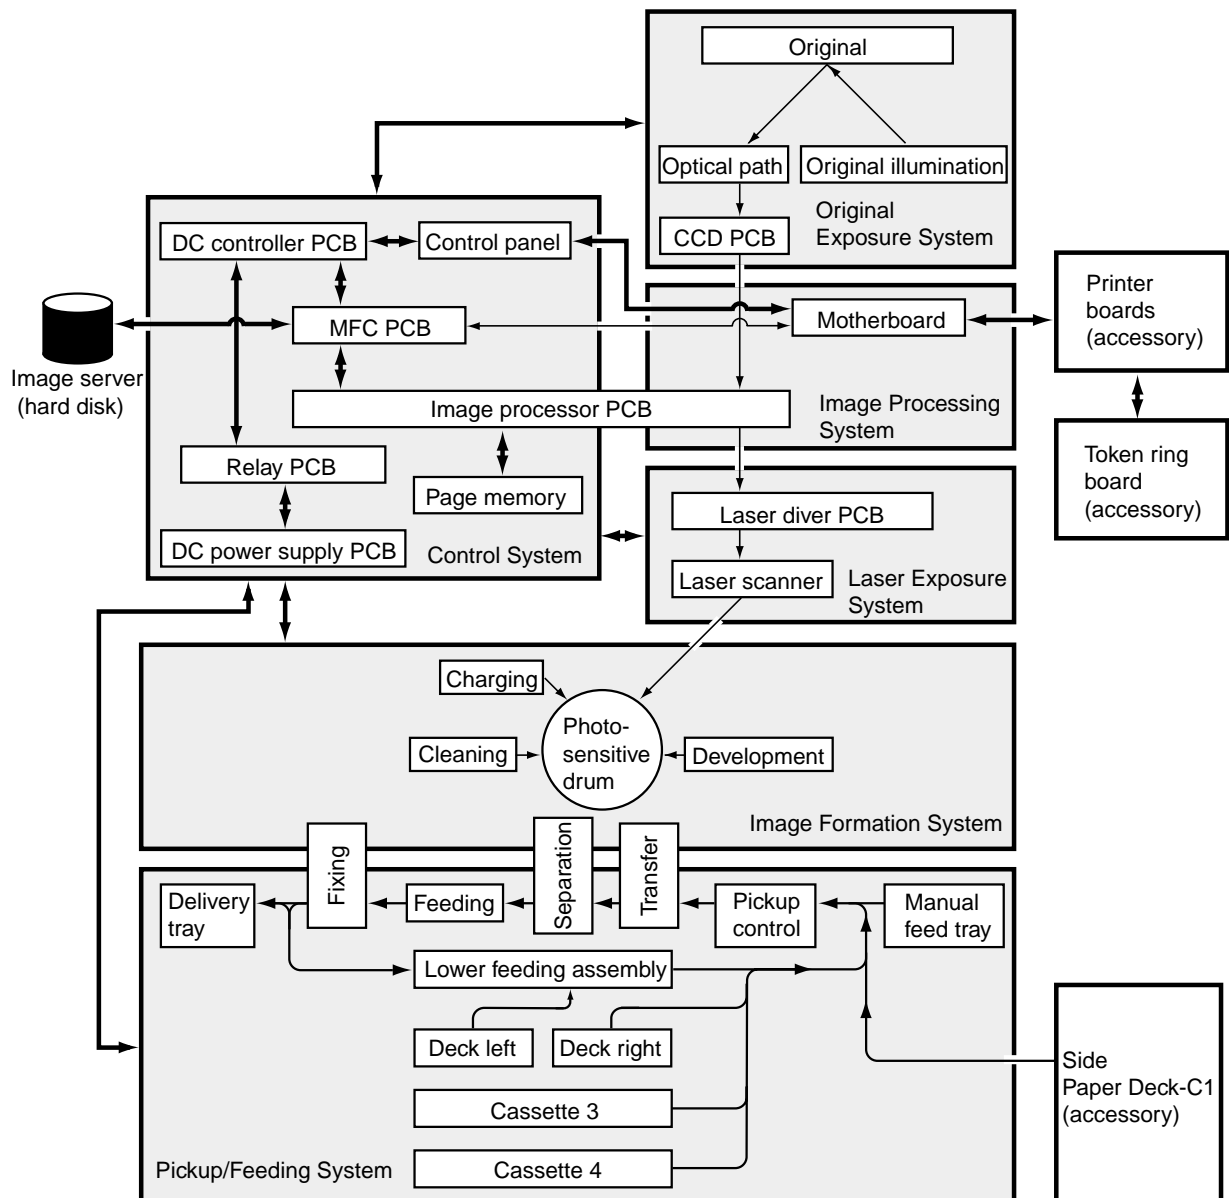 Original
Optical path
Original illumination
CCD PCB
Original
Exposure System
DC controller PCB
Control panel
MFC PCB
Image server
(hard disk)
Motherboard
Printer
boards
(accessory)
Image processor PCB
Image Processing
System
Relay PCB
Page memory
DC power supply PCB
Control System
Token ring
board
(accessory)
Laser diver PCB
Laser scanner
Laser Exposure
System
Charging
Cleaning
Photo-
sensitive
drum
Development
Image Formation System
Fixing
Separation
Transfer
Delivery
tray
Feeding
Pickup
control
Manual
feed tray
Lower feeding assembly
Deck left
Deck right
Cassette 3
Cassette 4
Pickup/Feeding System
Side
Paper Deck-C1
(accessory)